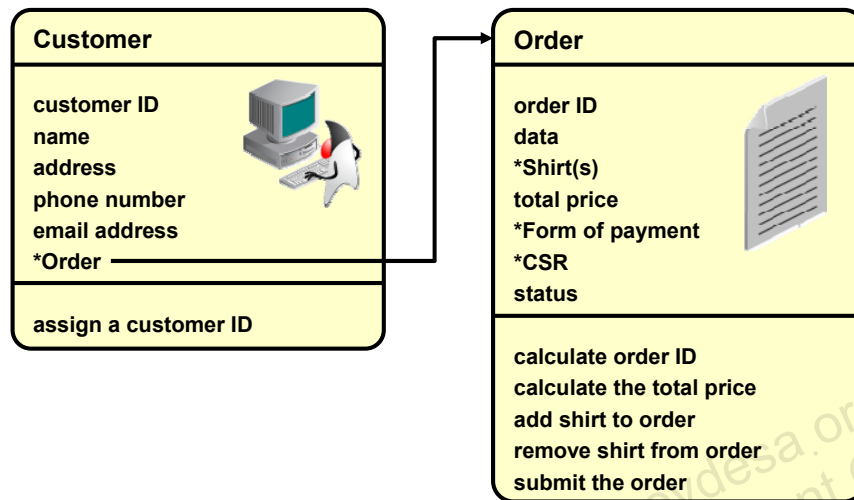 Customer
customer ID
name
address
phone number
email address
*Order
assign a customer ID
Order
order ID
data
*Shirt(s)
total price
*Form of payment
*CSR
status
calculate order ID
calculate the total price
add shirt to order
remove shirt from order
submit the order